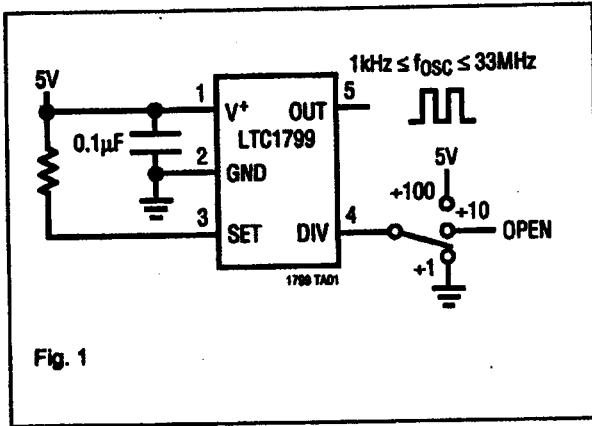 1kHz ≤ fOSC ≤ 33MHz
5V
1
V+
OUT
5
0.1µF
LTC1799
5V
2
GND
÷100
÷10
3
SET
DIV
4
OPEN
÷1
1799 TA01
Fig. 1